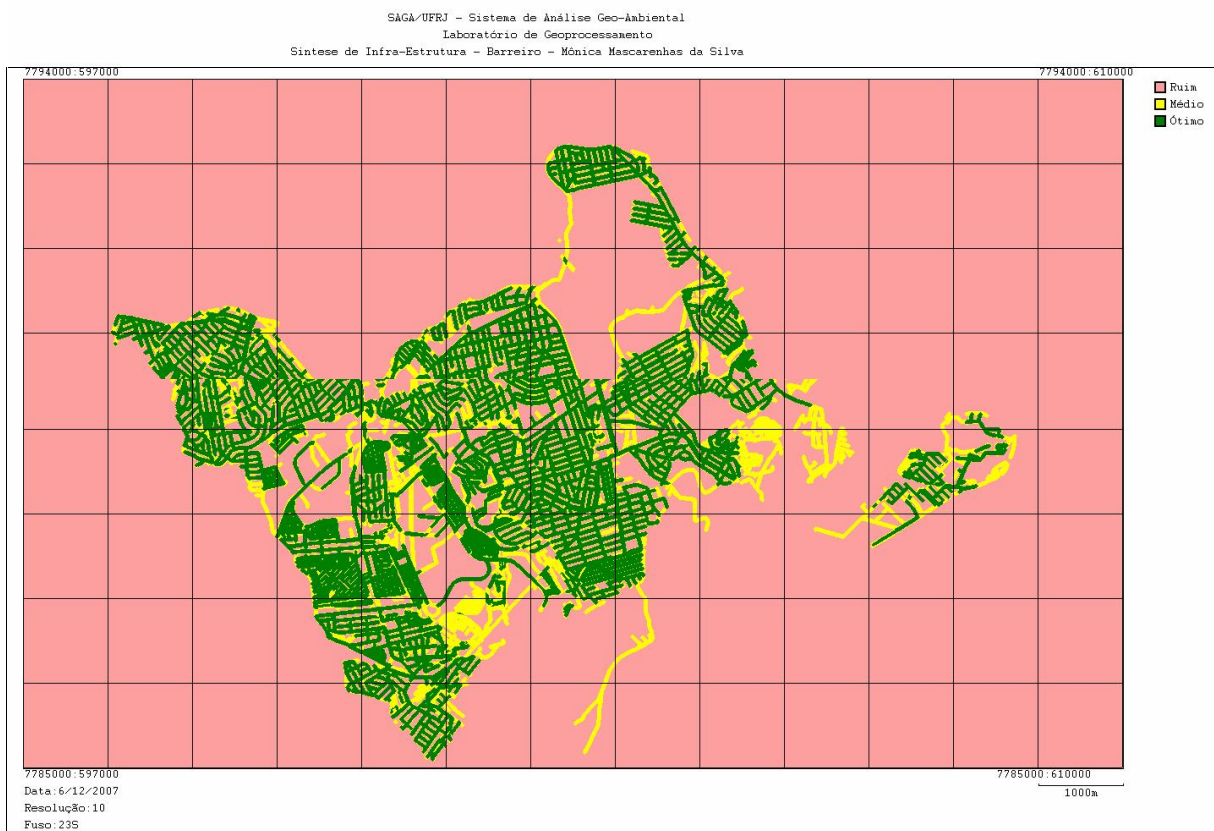 SAGA/UFRJ - Sistema de Análise Geo-Ambiental
Laboratório de Geoprocessamento
Sintese de Infra-Estrutura - Barreiro - Mônica Mascarenhas da Silva
7794000:597000
7794000:610000
Ruim
Médio
Ótimo
7785000:597000
7785000:610000
Data:6/12/2007
1000m
Resolução:10
Fuso:23S